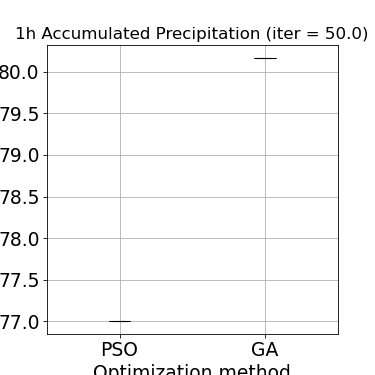 1h Accumulated Precipitation (iter = 50.0)
80.0
79.5
79.0
78.5
78.0
77.5
77.0
PSO GA
Optimization method